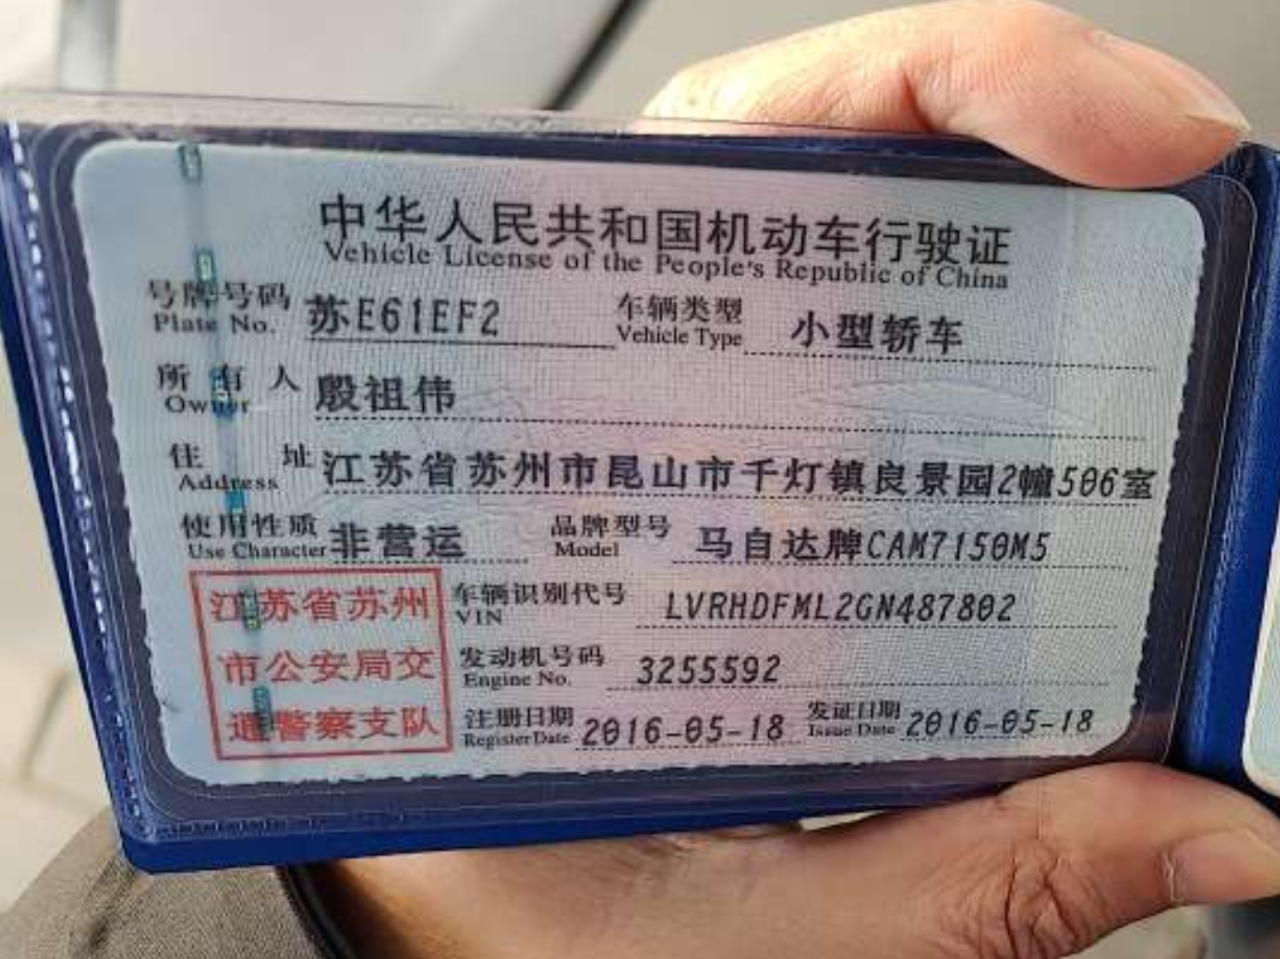 中华人民共和国机动车行驶证
Vehicle License of the People's Republic of China
号牌号码 苏E61EF2 车辆类型 小型轿车
Plate No. Vehicle Type
所有人 殷祖伟
Owner
住址 江苏省苏州市昆山市千灯镇良景园2幢506室
Address
使用性质 非营运 品牌型号 马自达牌CAM7150M5
Use Character Model
江苏省苏州
市公安局交
通警察支队
车辆识别代号 LVRHDFML2GN487802
VIN
发动机号码 3255592
Engine No.
注册日期 2016-05-18 发证日期 2016-05-18
Register Date Issue Date